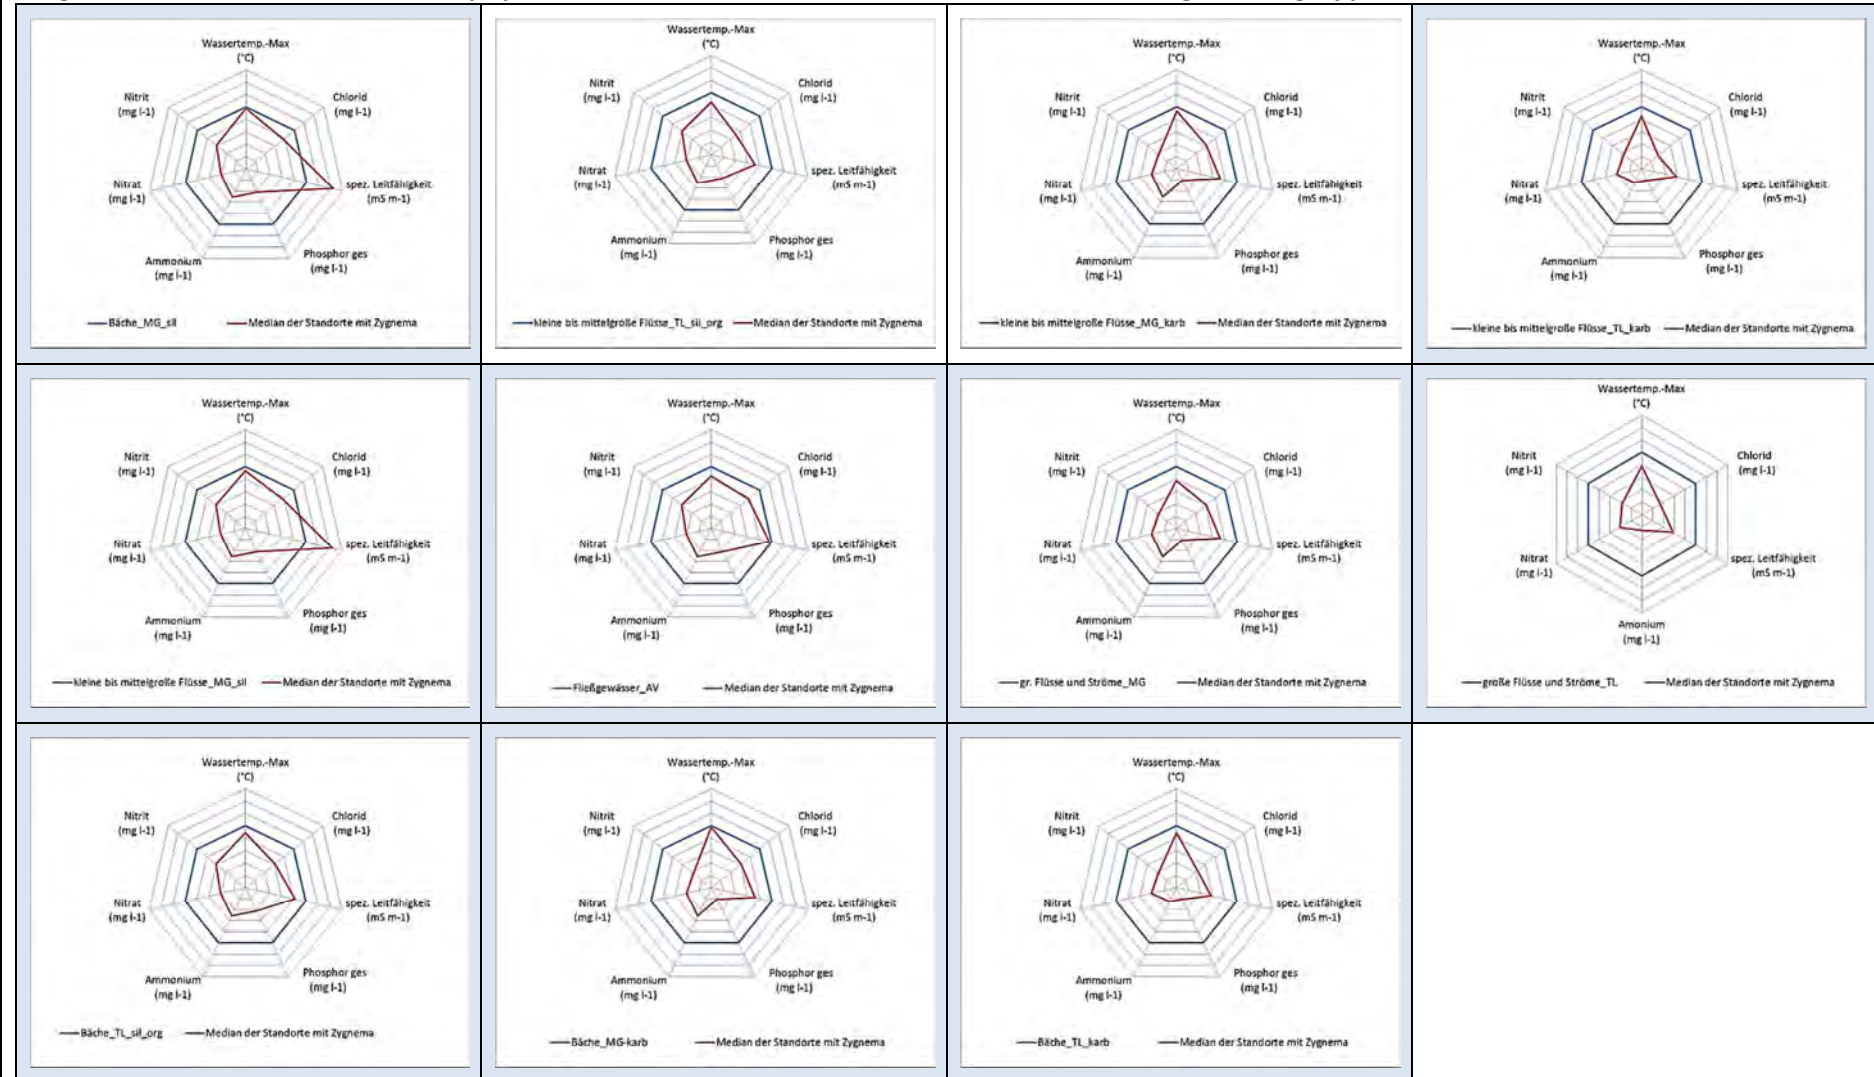 Wassertemp.-Max
(°C)
Chlorid
(mg l-1)
spez. Leitfähigkeit
(mS m-1)
Phosphor ges
(mg l-1)
Ammonium
(mg l-1)
Nitrat
(mg l-1)
Nitrit
(mg l-1)
Bäche_MG_sil
Median der Standorte mit Zygnema
Wassertemp.-Max
(°C)
Chlorid
(mg l-1)
spez. Leitfähigkeit
(mS m-1)
Phosphor ges
(mg l-1)
Ammonium
(mg l-1)
Nitrat
(mg l-1)
Nitrit
(mg l-1)
kleine bis mittelgroße Flüsse_TL_sil_org
Median der Standorte mit Zygnema
Wassertemp.-Max
(°C)
Chlorid
(mg l-1)
spez. Leitfähigkeit
(mS m-1)
Phosphor ges
(mg l-1)
Ammonium
(mg l-1)
Nitrat
(mg l-1)
Nitrit
(mg l-1)
kleine bis mittelgroße Flüsse_MG_karb
Median der Standorte mit Zygnema
Wassertemp.-Max
(°C)
Chlorid
(mg l-1)
spez. Leitfähigkeit
(mS m-1)
Phosphor ges
(mg l-1)
Ammonium
(mg l-1)
Nitrat
(mg l-1)
Nitrit
(mg l-1)
kleine bis mittelgroße Flüsse_TL_karb
Median der Standorte mit Zygnema
Wassertemp.-Max
(°C)
Chlorid
(mg l-1)
spez. Leitfähigkeit
(mS m-1)
Phosphor ges
(mg l-1)
Ammonium
(mg l-1)
Nitrat
(mg l-1)
Nitrit
(mg l-1)
kleine bis mittelgroße Flüsse_MG_sil
Median der Standorte mit Zygnema
Wassertemp.-Max
(°C)
Chlorid
(mg l-1)
spez. Leitfähigkeit
(mS m-1)
Phosphor ges
(mg l-1)
Ammonium
(mg l-1)
Nitrat
(mg l-1)
Nitrit
(mg l-1)
Fließgewässer_AV
Median der Standorte mit Zygnema
Wassertemp.-Max
(°C)
Chlorid
(mg l-1)
spez. Leitfähigkeit
(mS m-1)
Phosphor ges
(mg l-1)
Ammonium
(mg l-1)
Nitrat
(mg l-1)
Nitrit
(mg l-1)
gr. Flüsse und Ströme_MG
Median der Standorte mit Zygnema
Wassertemp.-Max
(°C)
Chlorid
(mg l-1)
spez. Leitfähigkeit
(mS m-1)
Amonium
(mg l-1)
Nitrat
(mg l-1)
Nitrit
(mg l-1)
große Flüsse und Ströme_TL
Median der Standorte mit Zygnema
Wassertemp.-Max
(°C)
Chlorid
(mg l-1)
spez. Leitfähigkeit
(mS m-1)
Phosphor ges
(mg l-1)
Ammonium
(mg l-1)
Nitrat
(mg l-1)
Nitrit
(mg l-1)
Bäche_TL_sil_org
Median der Standorte mit Zygnema
Wassertemp.-Max
(°C)
Chlorid
(mg l-1)
spez. Leitfähigkeit
(mS m-1)
Phosphor ges
(mg l-1)
Ammonium
(mg l-1)
Nitrat
(mg l-1)
Nitrit
(mg l-1)
Bäche_MG-karb
Median der Standorte mit Zygnema
Wassertemp.-Max
(°C)
Chlorid
(mg l-1)
spez. Leitfähigkeit
(mS m-1)
Phosphor ges
(mg l-1)
Ammonium
(mg l-1)
Nitrat
(mg l-1)
Nitrit
(mg l-1)
Bäche_TL_karb
Median der Standorte mit Zygnema